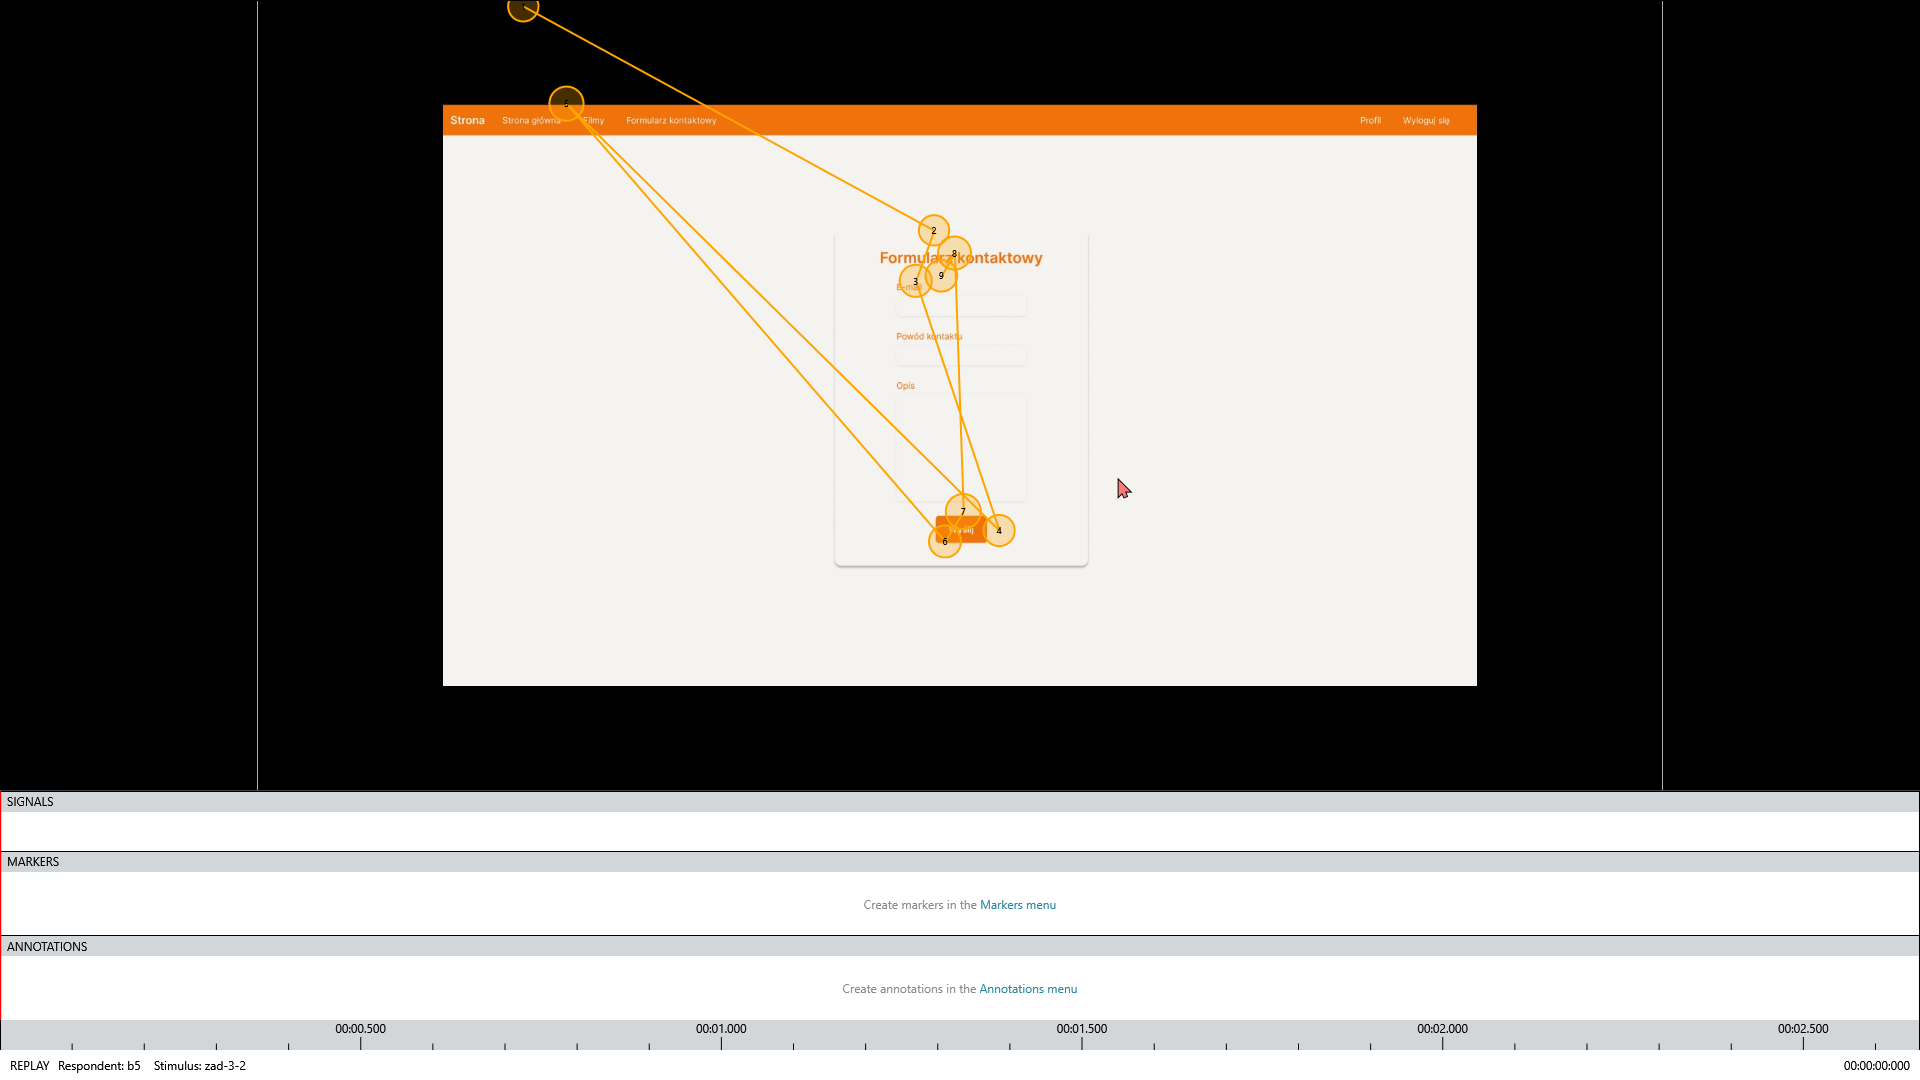 5
Strona Strona główna Filmy Formularz kontaktowy Profil Wyloguj się
2
8
Formularz kontaktowy
9
3
E-mail
Powód kontaktu
Opis
7
4
6
SIGNALS
MARKERS
Create markers in the Markers menu
ANNOTATIONS
Create annotations in the Annotations menu
00:00.500 00:01.000 00:01.500 00:02.000 00:02.500
REPLAY Respondent: b5 Stimulus: zad-3-2 00:00:00:000